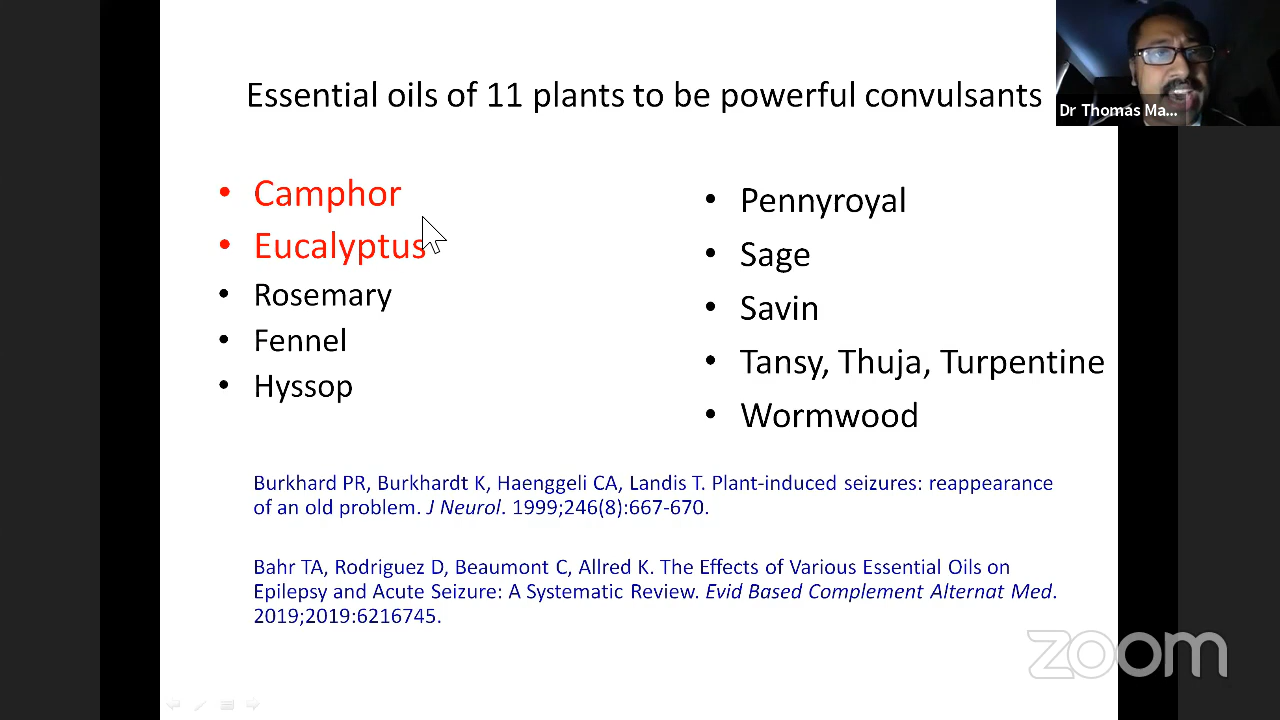 Essential oils of 11 plants to be powerful convulsants
Dr Thomas Ma...
• Camphor
• Eucalyptus
• Rosemary
• Fennel
• Hyssop
• Pennyroyal
• Sage
• Savin
• Tansy, Thuja, Turpentine
• Wormwood
Burkhard PR, Burkhardt K, Haenggeli CA, Landis T. Plant-induced seizures: reappearance
of an old problem. J Neurol. 1999;246(8):667-670.
Bahr TA, Rodriguez D, Beaumont C, Allred K. The Effects of Various Essential Oils on
Epilepsy and Acute Seizure: A Systematic Review. Evid Based Complement Alternat Med.
2019;2019:6216745.
zoom